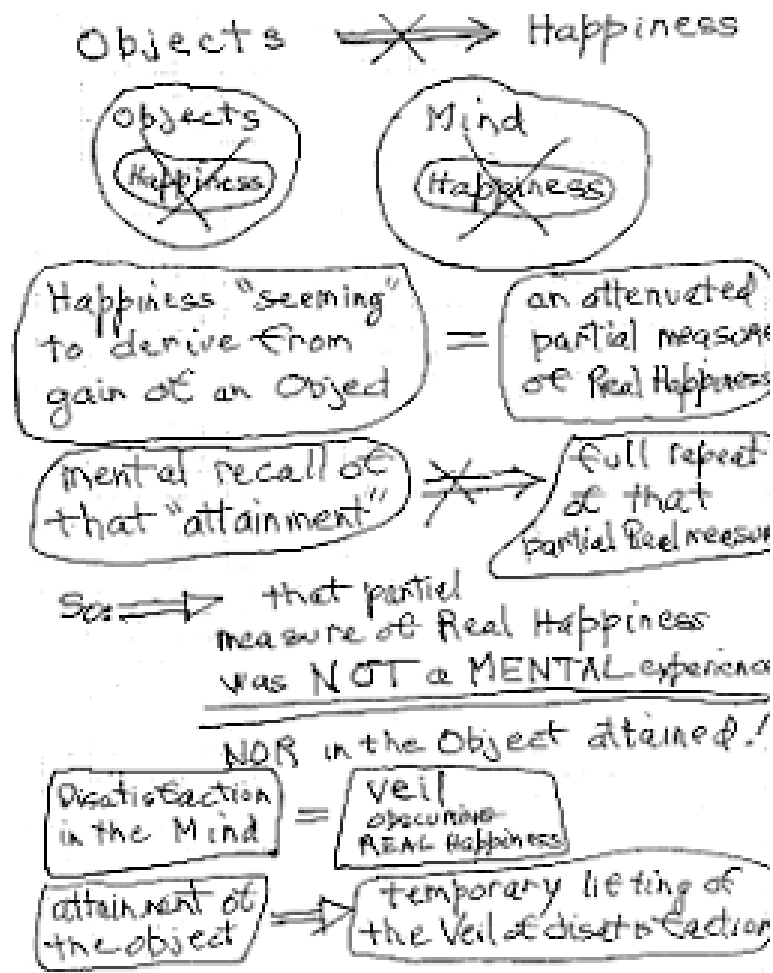 Objects Happiness
Objects Mind
Happiness Happiness
Happiness "seeming"
to derive from
gain of an Object
=
an attenuated
partial measure
of Real Happiness
mental recall of
that "attainment"
full repeat
of that
partial Real measure
So: that partial
measure of Real Happiness
was NOT a MENTAL experience
NOR in the Object attained!
Disatisfaction
in the Mind
=
veil
obscuring
REAL Happiness
attainment of
the object
temporary lifting of
the Veil of disatisfaction